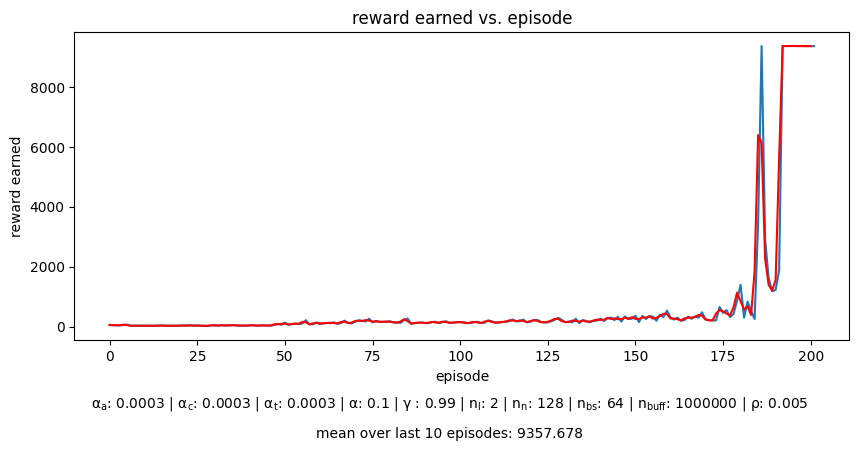 reward earned vs. episode
reward earned
8000
6000
4000
2000
0
0 25 50 75 100 125 150 175 200
episode
αa: 0.0003 | αc: 0.0003 | αt: 0.0003 | α: 0.1 | γ : 0.99 | nl: 2 | nn: 128 | nbs: 64 | nbuff: 1000000 | ρ: 0.005
mean over last 10 episodes: 9357.678